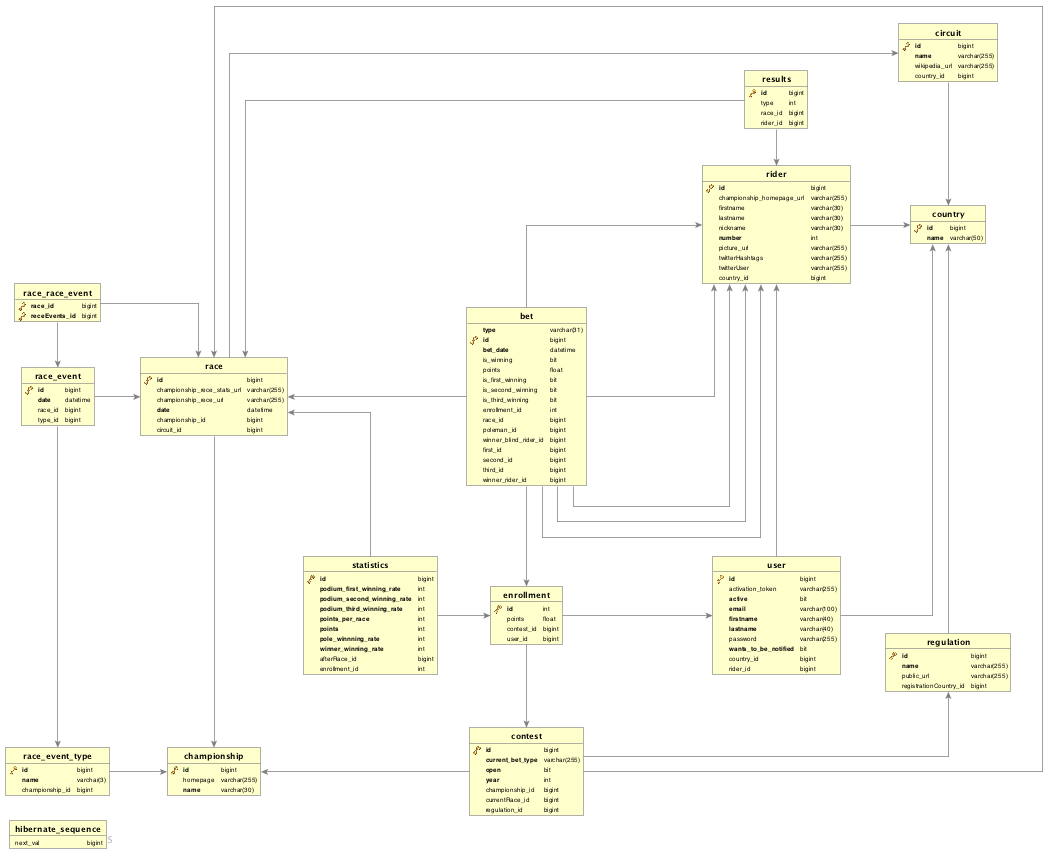 circuit
id bigint
name varchar(255)
wikipedia_url varchar(255)
country_id bigint
results
id bigint
type int
race_id bigint
rider_id bigint
rider
id bigint
championship_homepage_url varchar(255)
firstname varchar(30)
lastname varchar(30)
nickname varchar(30)
number int
picture_url varchar(255)
twitterHashtags varchar(255)
twitterUser varchar(255)
country_id bigint
country
id bigint
name varchar(50)
race_race_event
race_id bigint
raceEvents_id bigint
bet
type varchar(31)
id bigint
bet_date datetime
is_winning bit
points float
is_first_winning bit
is_second_winning bit
is_third_winning bit
enrollment_id int
race_id bigint
poleman_id bigint
winner_blind_rider_id bigint
first_id bigint
second_id bigint
third_id bigint
winner_rider_id bigint
race
id bigint
championship_race_stats_url varchar(255)
championship_race_url varchar(255)
date datetime
championship_id bigint
circuit_id bigint
race_event
id bigint
date datetime
race_id bigint
type_id bigint
statistics
id bigint
podium_first_winning_rate int
podium_second_winning_rate int
podium_third_winning_rate int
points_per_race int
points int
pole_winnning_rate int
winner_winning_rate int
afterRace_id bigint
enrollment_id int
enrollment
id int
points float
contest_id bigint
user_id bigint
user
id bigint
activation_token varchar(255)
active bit
email varchar(100)
firstname varchar(40)
lastname varchar(40)
password varchar(255)
wants_to_be_notified bit
country_id bigint
rider_id bigint
regulation
id bigint
name varchar(255)
public_url varchar(255)
registrationCountry_id bigint
contest
id bigint
current_bet_type varchar(255)
open bit
year int
championship_id bigint
currentRace_id bigint
regulation_id bigint
race_event_type
id bigint
name varchar(3)
championship_id bigint
championship
id bigint
homepage varchar(255)
name varchar(30)
hibernate_sequence
next_val bigint